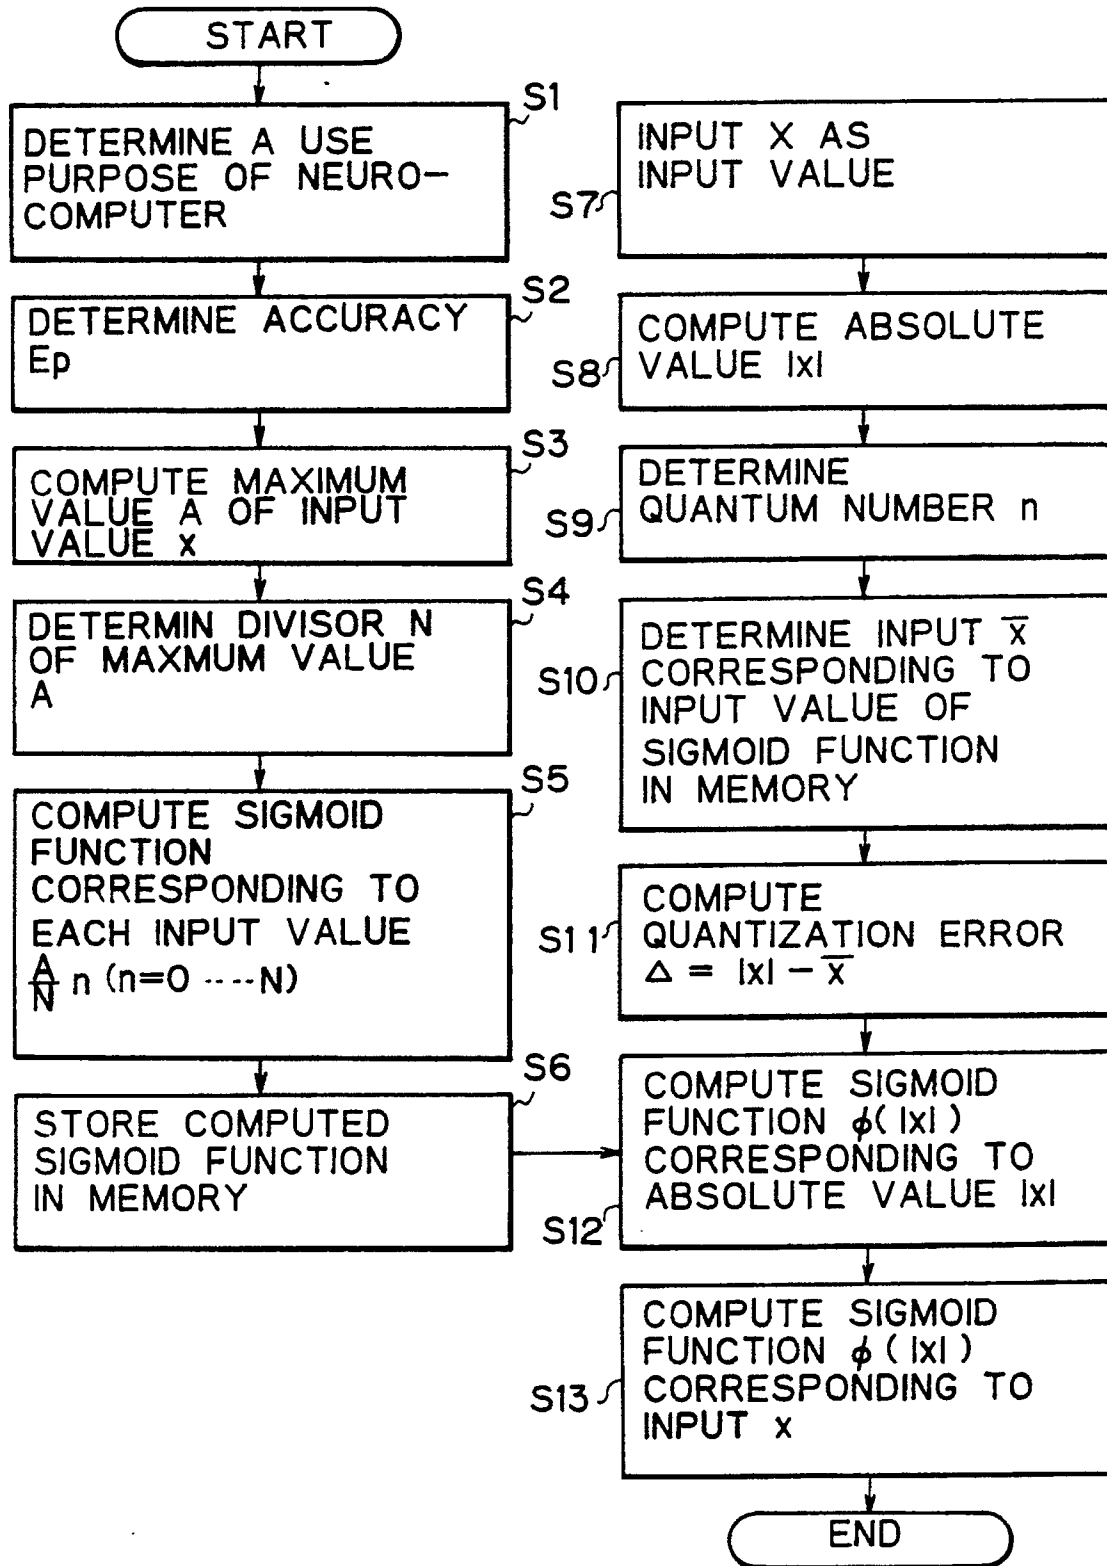 START
S1
DETERMINE A USE
PURPOSE OF NEURO-
COMPUTER
S2
DETERMINE ACCURACY
Ep
S3
COMPUTE MAXIMUM
VALUE A OF INPUT
VALUE x
S4
DETERMIN DIVISOR N
OF MAXMUM VALUE
A
S5
COMPUTE SIGMOID
FUNCTION
CORRESPONDING TO
EACH INPUT VALUE
A/N n (n=0 ----N)
S6
STORE COMPUTED
SIGMOID FUNCTION
IN MEMORY
S7
INPUT X AS
INPUT VALUE
S8
COMPUTE ABSOLUTE
VALUE |x|
S9
DETERMINE
QUANTUM NUMBER n
S10
DETERMINE INPUT x̅
CORRESPONDING TO
INPUT VALUE OF
SIGMOID FUNCTION
IN MEMORY
S11
COMPUTE
QUANTIZATION ERROR
Δ = |x| - x̅
S12
COMPUTE SIGMOID
FUNCTION ϕ(|x|)
CORRESPONDING TO
ABSOLUTE VALUE |x|
S13
COMPUTE SIGMOID
FUNCTION ϕ (|x|)
CORRESPONDING TO
INPUT x
END